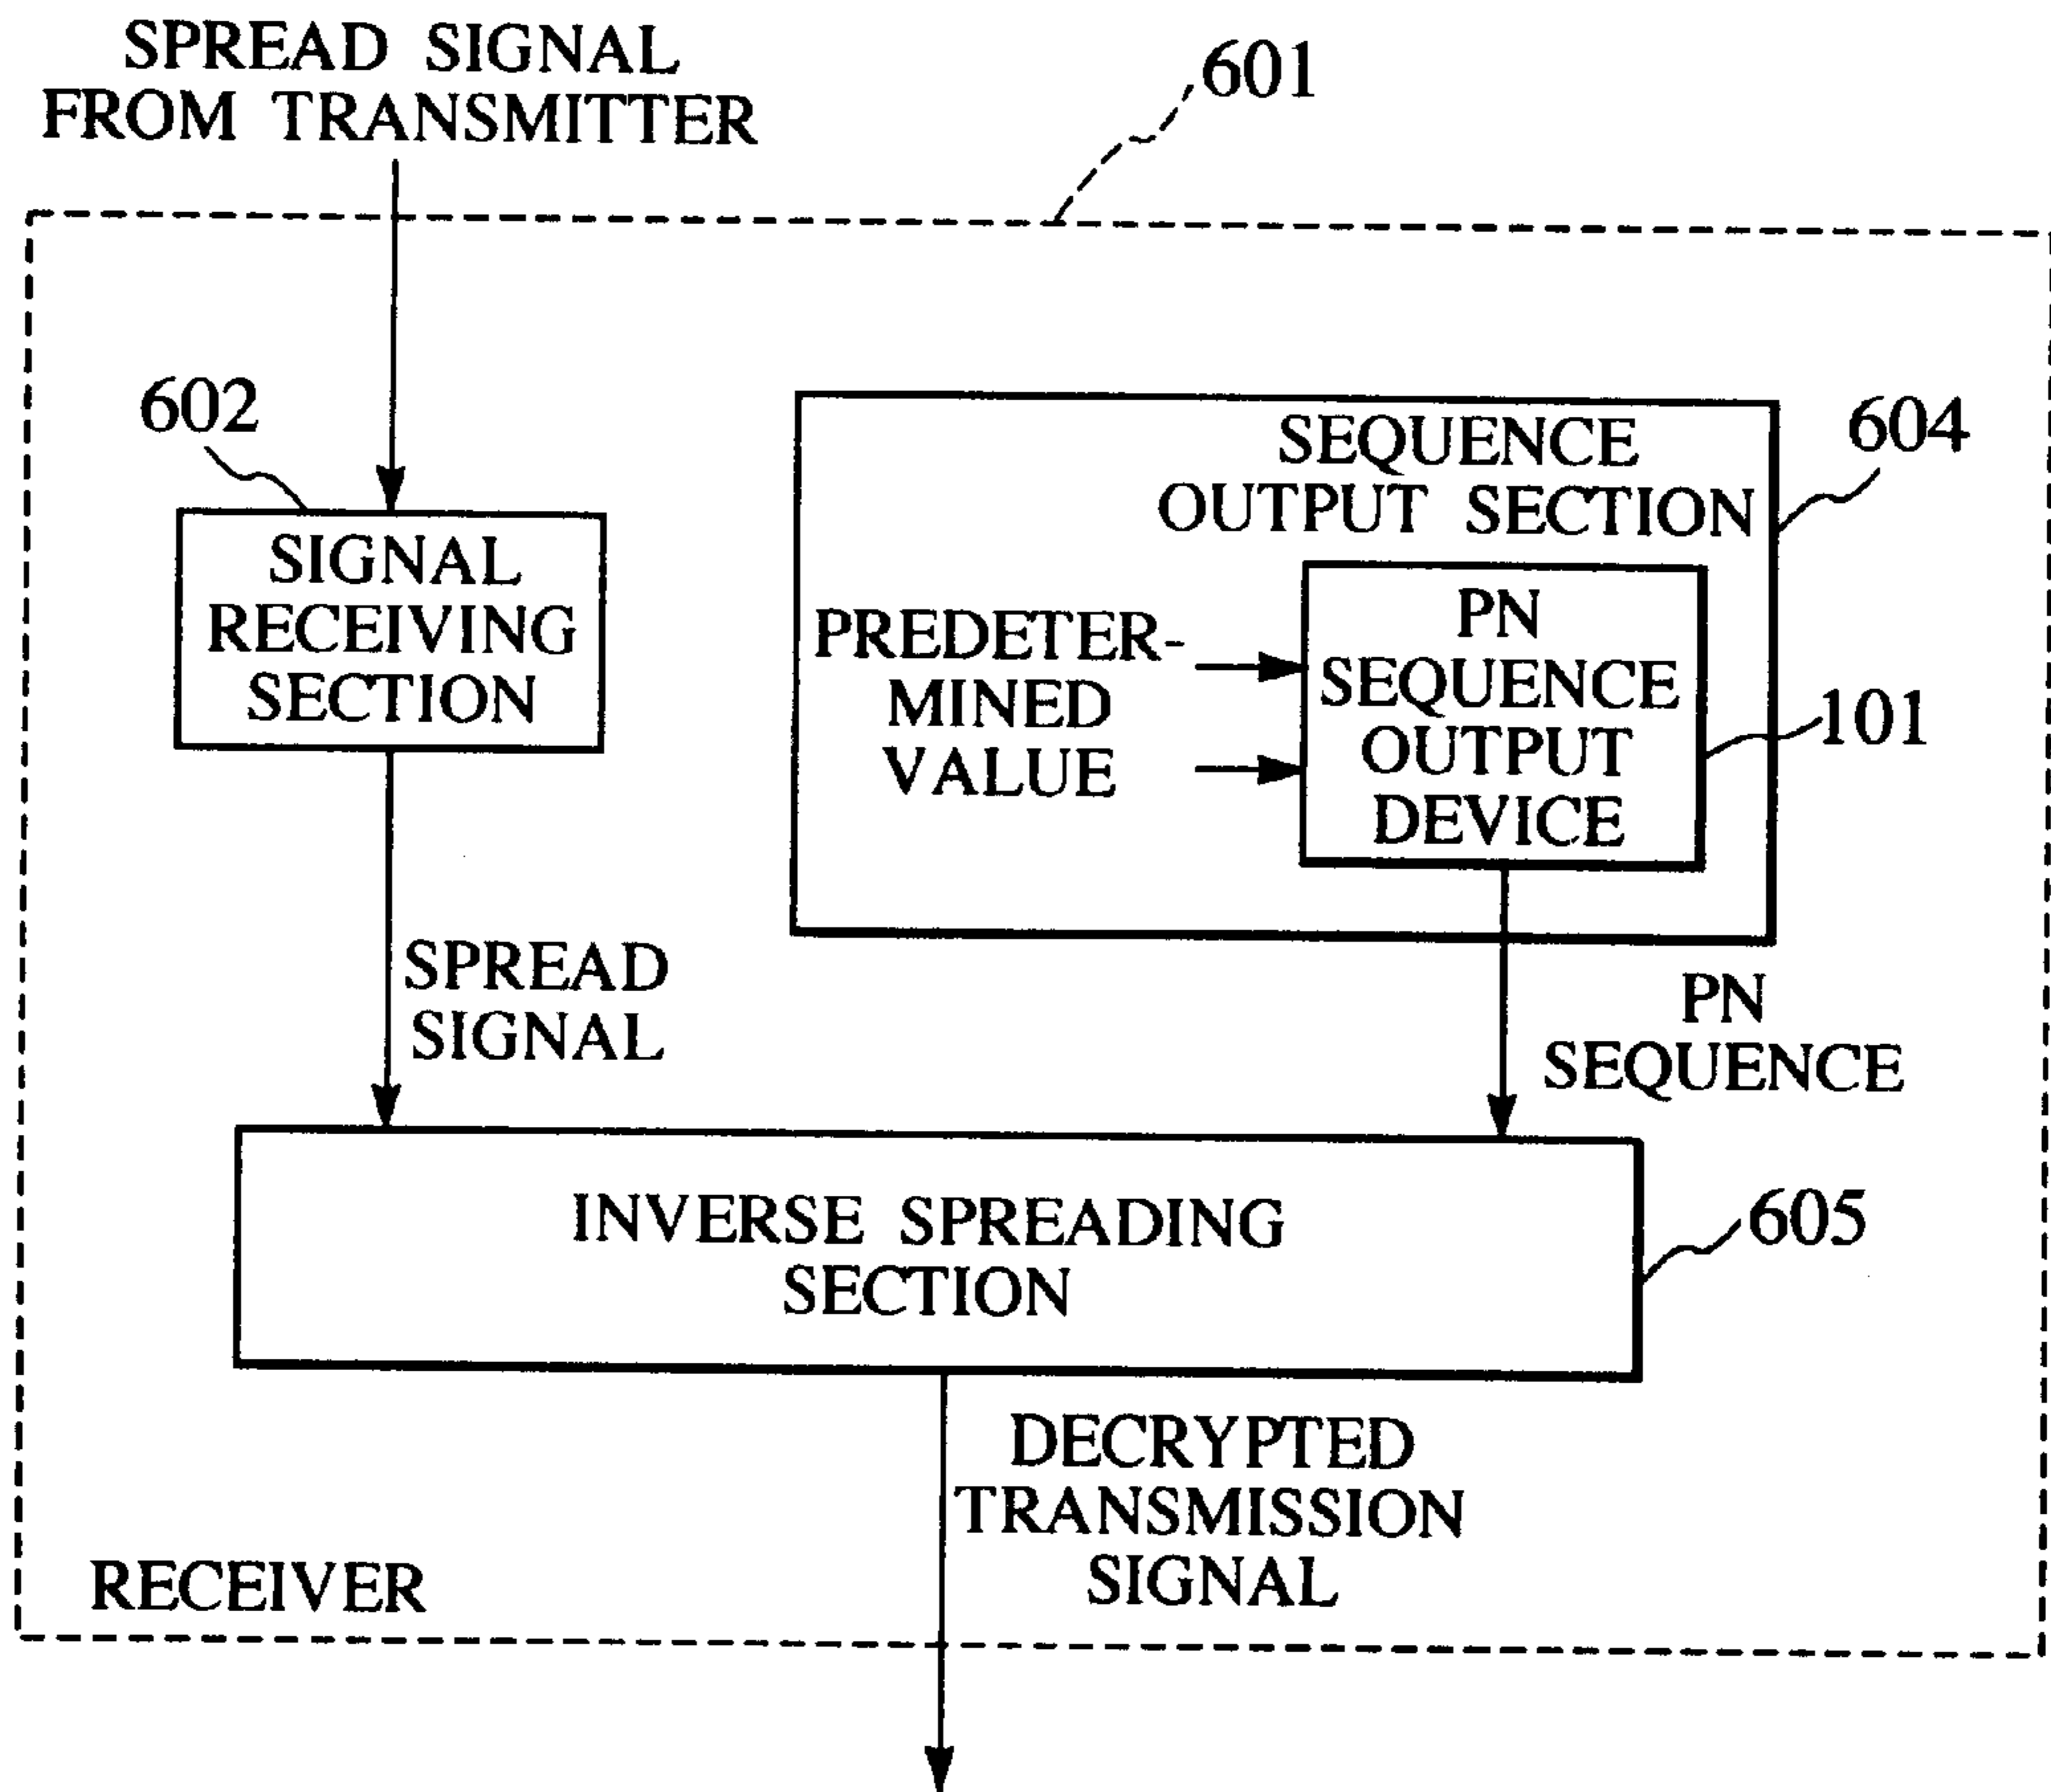 SPREAD SIGNAL
FROM TRANSMITTER
601
602
SIGNAL
RECEIVING
SECTION
SEQUENCE
OUTPUT SECTION
604
PREDETER-
MINED
VALUE
PN
SEQUENCE
OUTPUT
DEVICE
101
SPREAD
SIGNAL
PN
SEQUENCE
INVERSE SPREADING
SECTION
605
DECRYPTED
TRANSMISSION
SIGNAL
RECEIVER